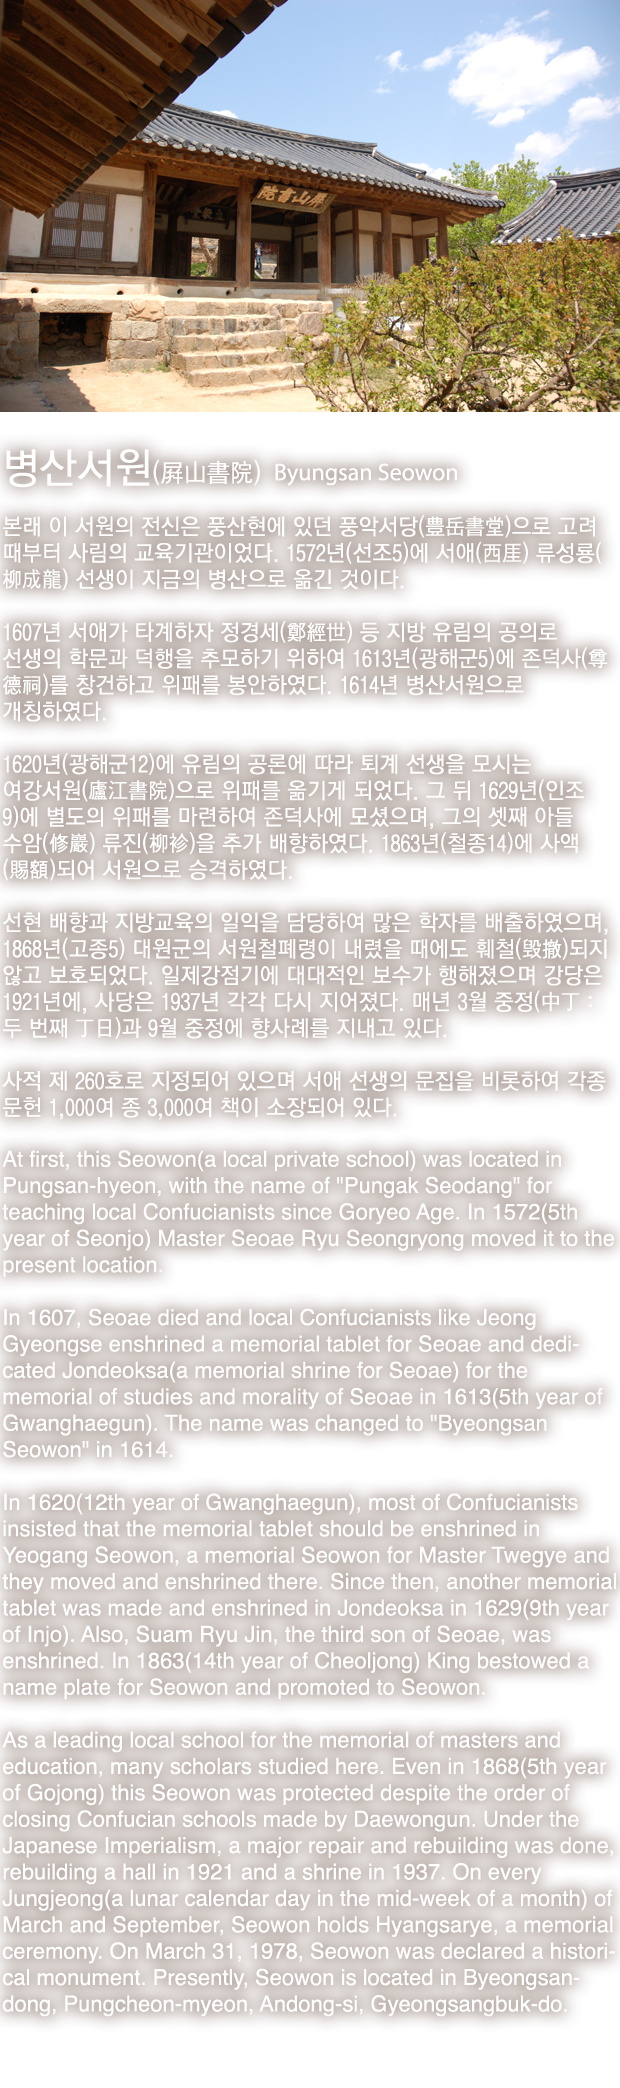 屛山書院
병산서원(屛山書院) Byungsan Seowon
본래 이 서원의 전신은 풍산현에 있던 풍악서당(豊岳書堂)으로 고려
때부터 사림의 교육기관이었다. 1572년(선조5)에 서애(西厓) 류성룡(
柳成龍) 선생이 지금의 병산으로 옮긴 것이다.
1607년 서애가 타계하자 정경세(鄭經世) 등 지방 유림의 공의로
선생의 학문과 덕행을 추모하기 위하여 1613년(광해군5)에 존덕사(尊
德祠)를 창건하고 위패를 봉안하였다. 1614년 병산서원으로
개칭하였다.
1620년(광해군12)에 유림의 공론에 따라 퇴계 선생을 모시는
여강서원(廬江書院)으로 위패를 옮기게 되었다. 그 뒤 1629년(인조
9)에 별도의 위패를 마련하여 존덕사에 모셨으며, 그의 셋째 아들
수암(修巖) 류진(柳袗)을 추가 배향하였다. 1863년(철종14)에 사액
(賜額)되어 서원으로 승격하였다.
선현 배향과 지방교육의 일익을 담당하여 많은 학자를 배출하였으며,
1868년(고종5) 대원군의 서원철폐령이 내렸을 때에도 훼철(毁撤)되지
않고 보호되었다. 일제강점기에 대대적인 보수가 행해졌으며 강당은
1921년에, 사당은 1937년 각각 다시 지어졌다. 매년 3월 중정(中丁 :
두 번째 丁日)과 9월 중정에 향사례를 지내고 있다.
사적 제 260호로 지정되어 있으며 서애 선생의 문집을 비롯하여 각종
문헌 1,000여 종 3,000여 책이 소장되어 있다.
At first, this Seowon(a local private school) was located in
Pungsan-hyeon, with the name of "Pungak Seodang" for
teaching local Confucianists since Goryeo Age. In 1572(5th
year of Seonjo) Master Seoae Ryu Seongryong moved it to the
present location.
In 1607, Seoae died and local Confucianists like Jeong
Gyeongse enshrined a memorial tablet for Seoae and dedi-
cated Jondeoksa(a memorial shrine for Seoae) for the
memorial of studies and morality of Seoae in 1613(5th year of
Gwanghaegun). The name was changed to "Byeongsan
Seowon" in 1614.
In 1620(12th year of Gwanghaegun), most of Confucianists
insisted that the memorial tablet should be enshrined in
Yeogang Seowon, a memorial Seowon for Master Twegye and
they moved and enshrined there. Since then, another memorial
tablet was made and enshrined in Jondeoksa in 1629(9th year
of Injo). Also, Suam Ryu Jin, the third son of Seoae, was
enshrined. In 1863(14th year of Cheoljong) King bestowed a
name plate for Seowon and promoted to Seowon.
As a leading local school for the memorial of masters and
education, many scholars studied here. Even in 1868(5th year
of Gojong) this Seowon was protected despite the order of
closing Confucian schools made by Daewongun. Under the
Japanese Imperialism, a major repair and rebuilding was done,
rebuilding a hall in 1921 and a shrine in 1937. On every
Jungjeong(a lunar calendar day in the mid-week of a month) of
March and September, Seowon holds Hyangsarye, a memorial
ceremony. On March 31, 1978, Seowon was declared a histori-
cal monument. Presently, Seowon is located in Byeongsan-
dong, Pungcheon-myeon, Andong-si, Gyeongsangbuk-do.